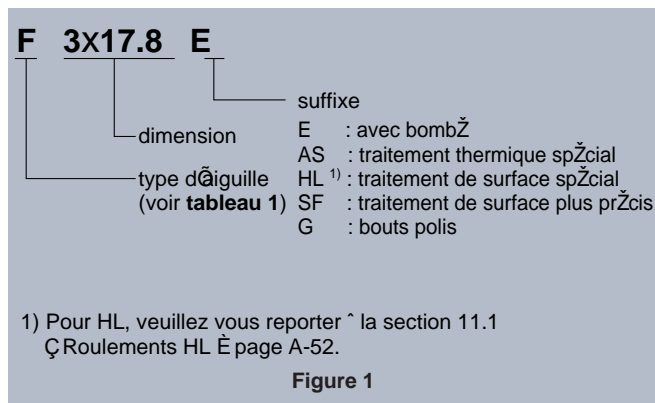 F 3X17.8 E
suffixe
dimension
E : avec bombŽ
AS : traitement thermique spŽcial
type dÕaiguille
HL 1) : traitement de surface spŽcial
(voir tableau 1)
SF : traitement de surface plus prŽcis
G : bouts polis
1) Pour HL, veuillez vous reporter ˆ la section 11.1
Ç Roulements HL È page A-52.
Figure 1